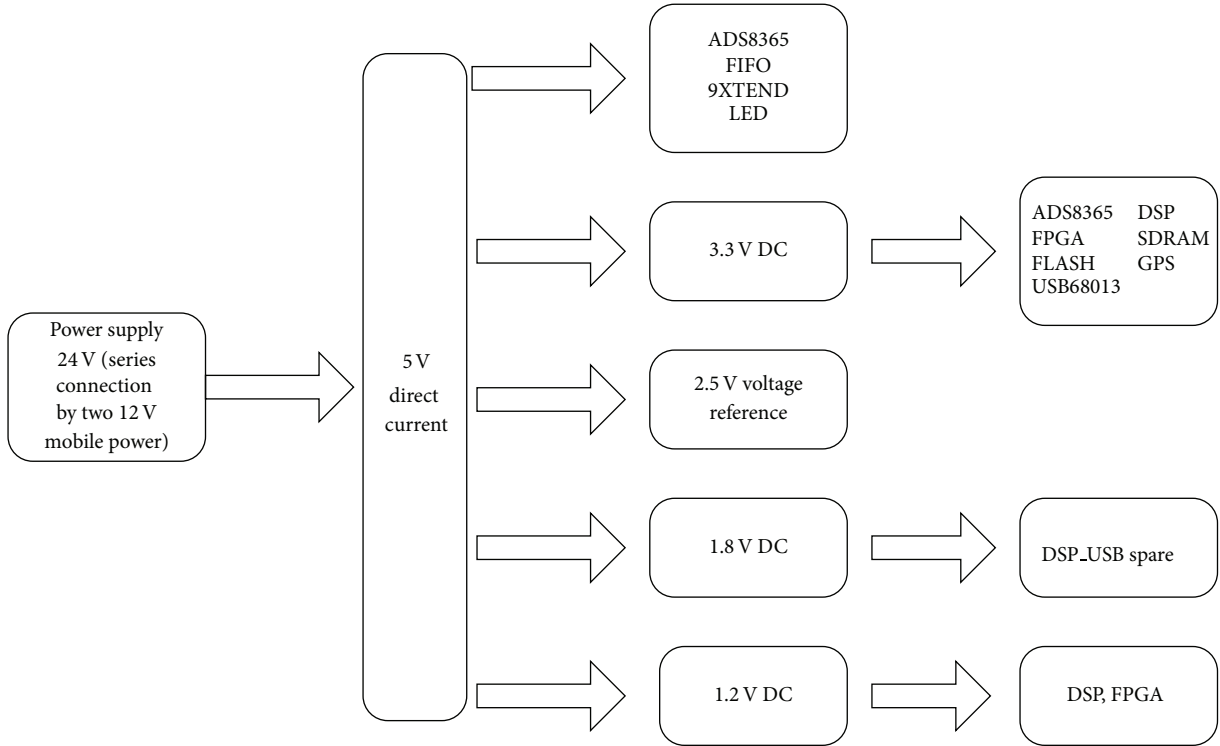 Power supply
24 V (series
connection
by two 12 V
mobile power)
5 V
direct
current
ADS8365
FIFO
9XTEND
LED
3.3 V DC
ADS8365 DSP
FPGA SDRAM
FLASH GPS
USB68013
2.5 V voltage
reference
1.8 V DC
DSP_USB spare
1.2 V DC
DSP, FPGA